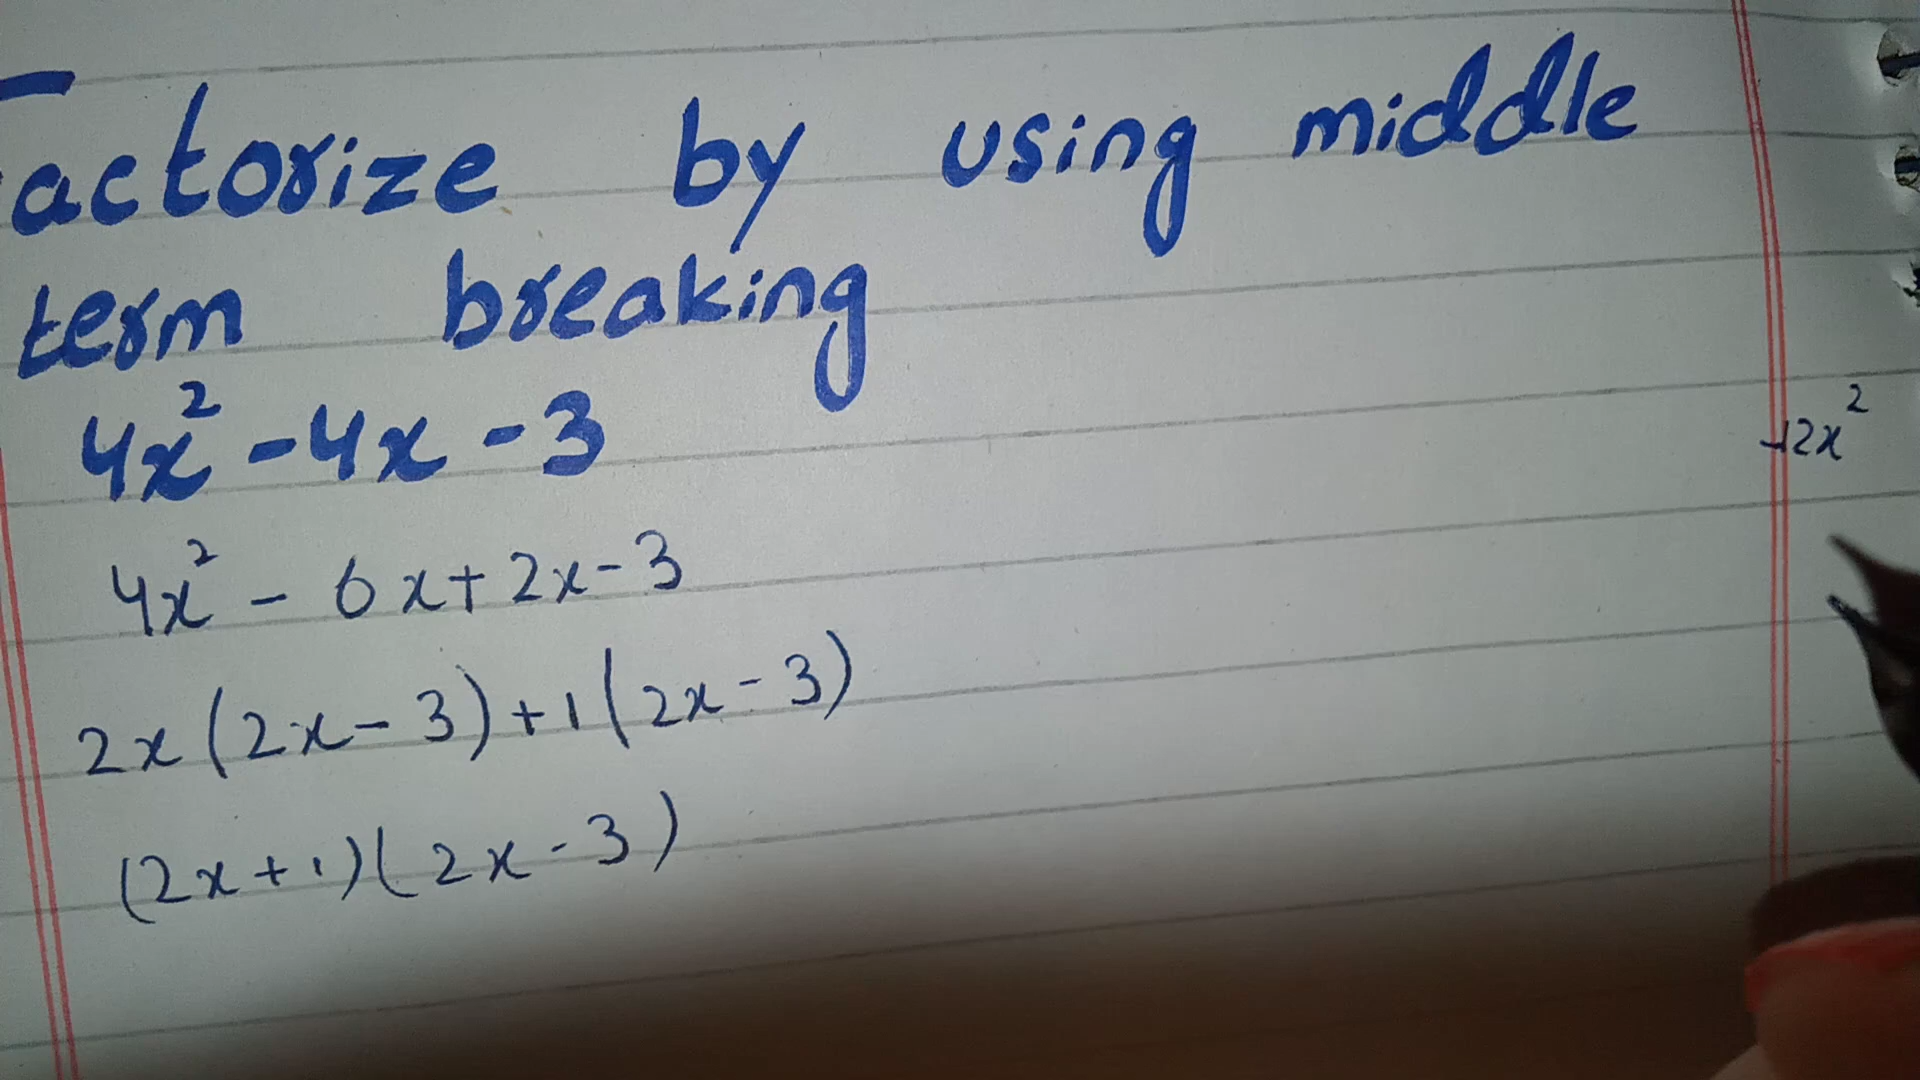 Factorize by using middle
term breaking
4x² - 4x - 3
-12x²
4x² - 6x + 2x - 3
2x (2x - 3) + 1 (2x - 3)
(2x + 1) (2x - 3)